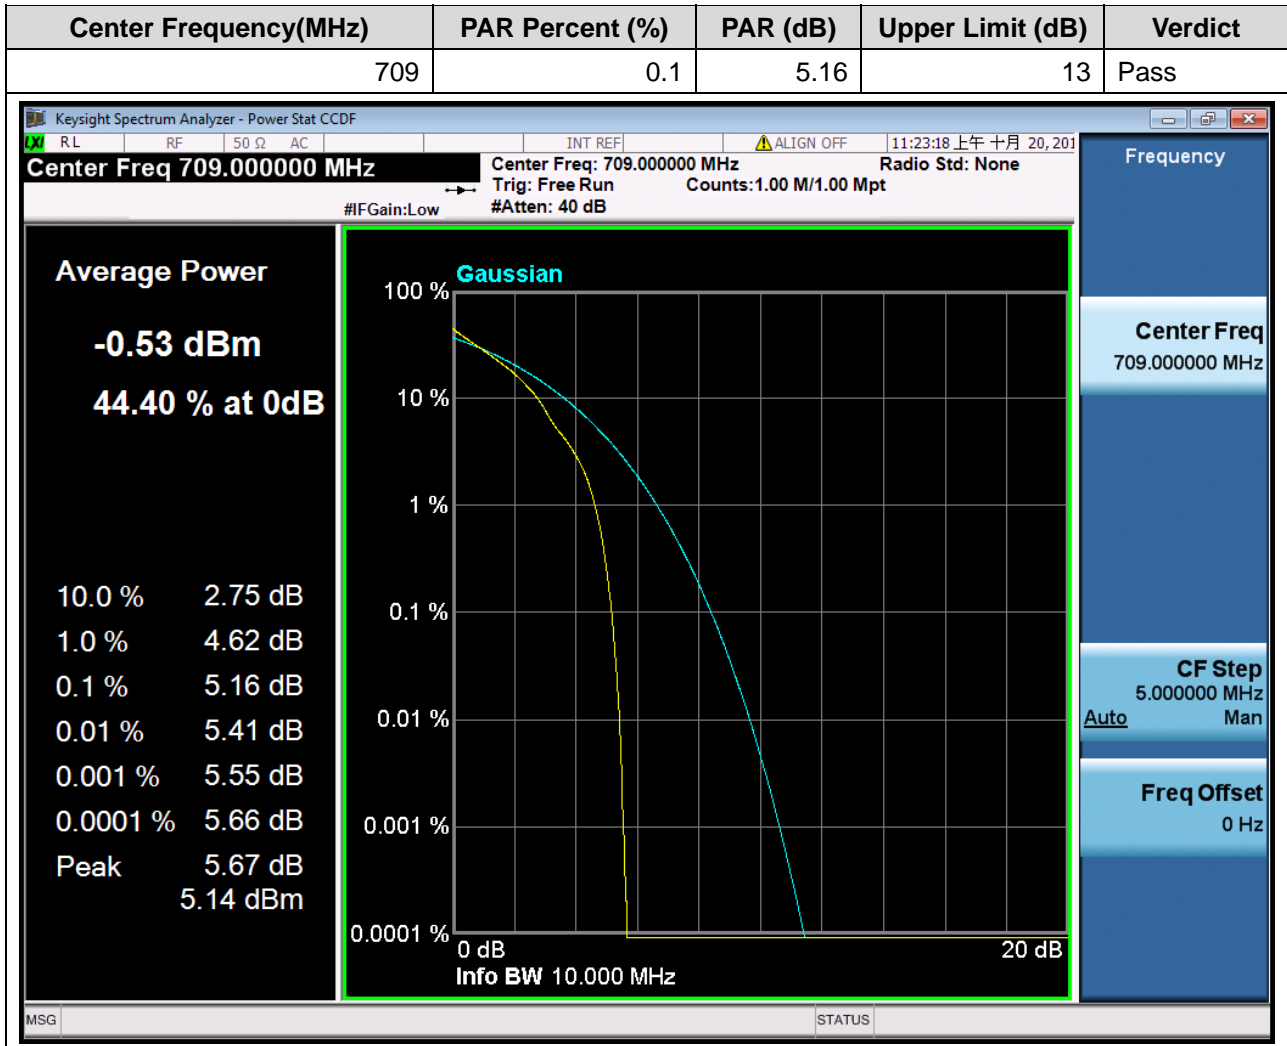 Center Frequency(MHz) PAR Percent (%) PAR (dB) Upper Limit (dB) Verdict
709 0.1 5.16 13 Pass
Keysight Spectrum Analyzer - Power Stat CCDF
LXI RL RF 50 Ω AC INT REF ALIGN OFF 11:23:18 上午 十月 20, 201
Center Freq 709.000000 MHz
Center Freq: 709.000000 MHz Radio Std: None
Trig: Free Run Counts:1.00 M/1.00 Mpt
#IFGain:Low #Atten: 40 dB
Average Power
-0.53 dBm
44.40 % at 0dB
10.0 % 2.75 dB
1.0 % 4.62 dB
0.1 % 5.16 dB
0.01 % 5.41 dB
0.001 % 5.55 dB
0.0001 % 5.66 dB
Peak 5.67 dB
5.14 dBm
Gaussian
100 %
10 %
1 %
0.1 %
0.01 %
0.001 %
0.0001 %
0 dB 20 dB
Info BW 10.000 MHz
Frequency
Center Freq
709.000000 MHz
CF Step
5.000000 MHz
Auto Man
Freq Offset
0 Hz
MSG STATUS